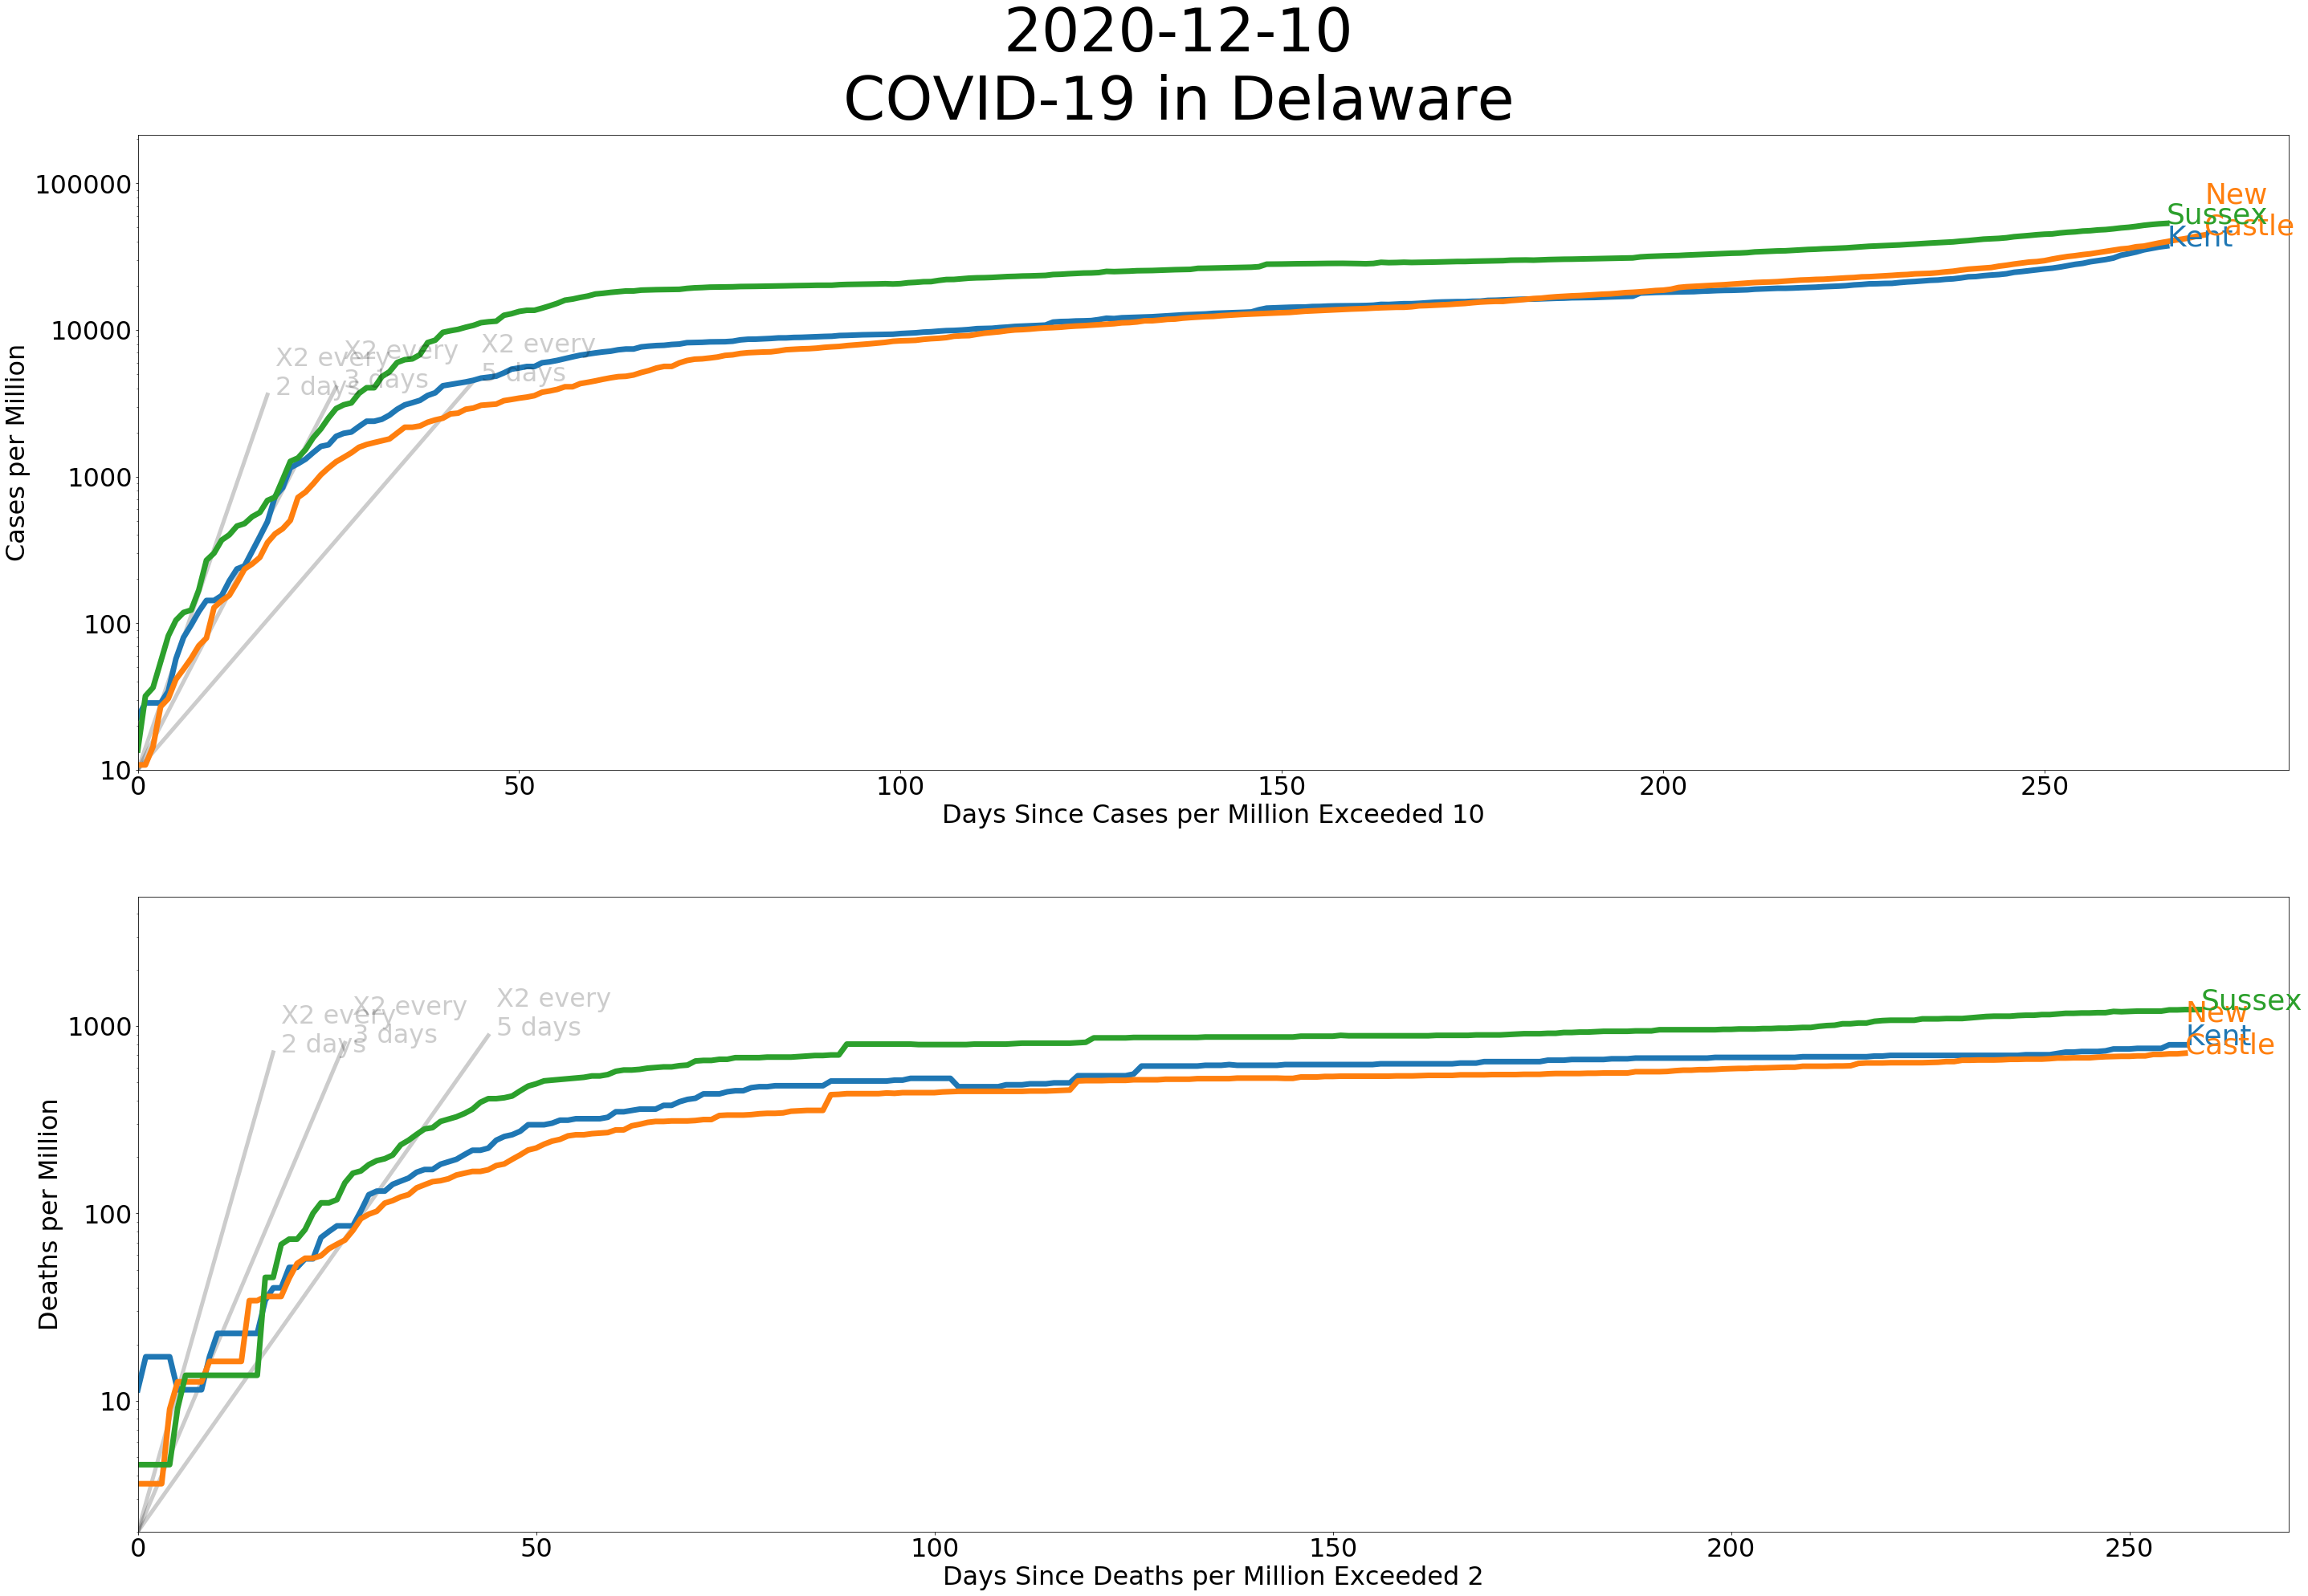 2020-12-10
COVID-19 in Delaware
Cases per Million
100000
10000
1000
100
10
X2 every
2 days
X2 every
3 days
X2 every
5 days
New
Castle
Sussex
Kent
0 50 100 150 200 250
Days Since Cases per Million Exceeded 10
Deaths per Million
1000
100
10
X2 every
2 days
X2 every
3 days
X2 every
5 days
Sussex
New
Castle
Kent
0 50 100 150 200 250
Days Since Deaths per Million Exceeded 2